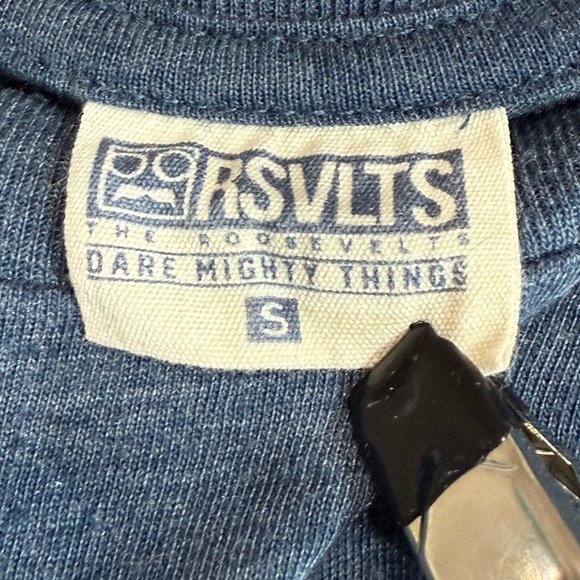 RSVLTS
THE ROOSEVELTS
DARE MIGHTY THINGS
S